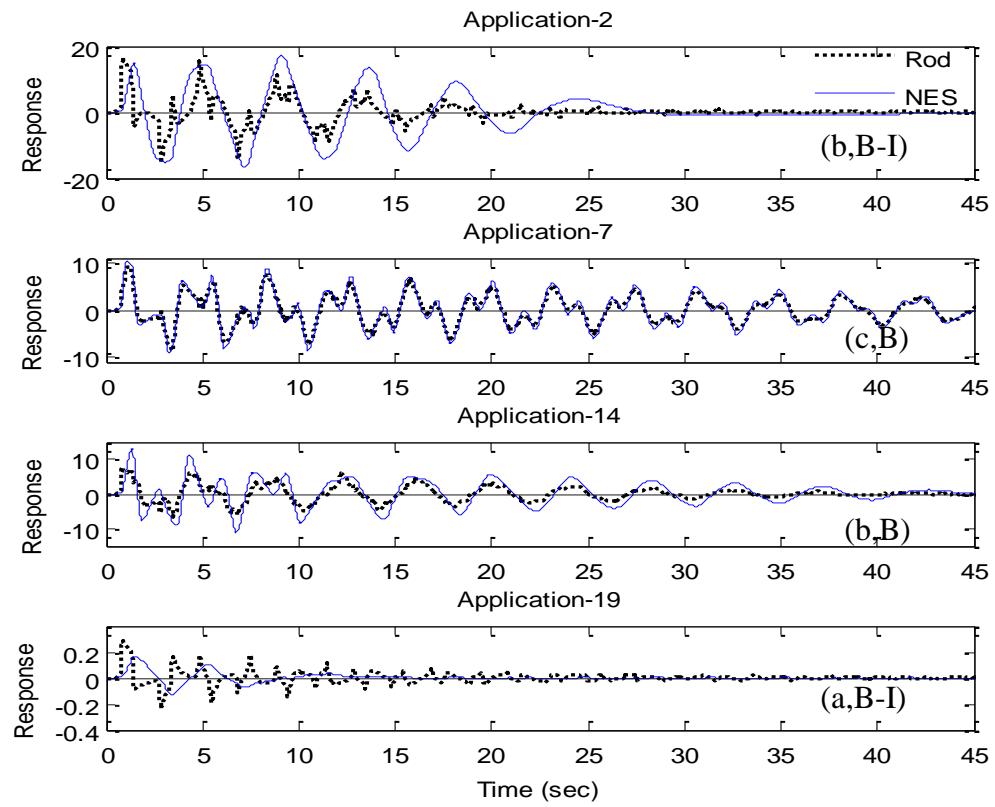 Application-2
Response
20
0
-20
Rod
NES
(b,B-I)
0 5 10 15 20 25 30 35 40 45
Application-7
Response
10
0
-10
(c,B)
0 5 10 15 20 25 30 35 40 45
Application-14
Response
10
0
-10
(b,B)
0 5 10 15 20 25 30 35 40 45
Application-19
Response
0.2
0
-0.2
-0.4
(a,B-I)
0 5 10 15 20 25 30 35 40 45
Time (sec)